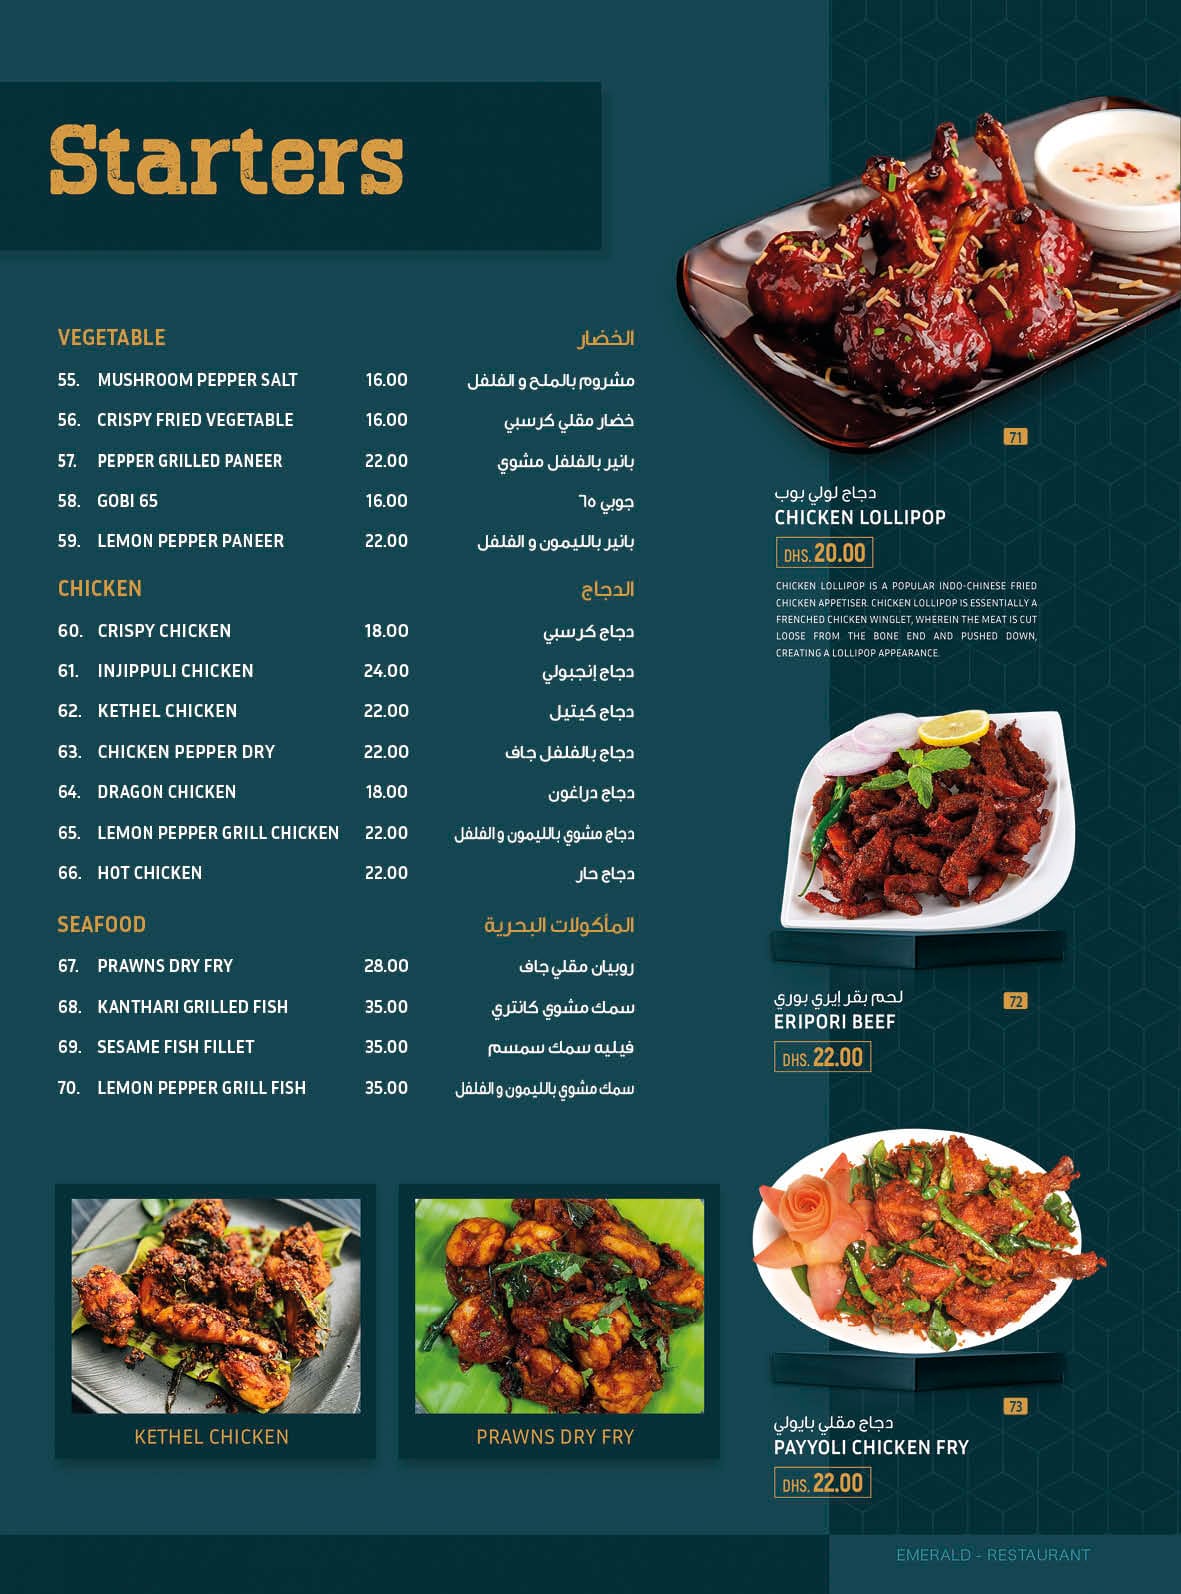 Starters
VEGETABLE الخضار
55. MUSHROOM PEPPER SALT 16.00 مشروم بالملح و الفلفل
56. CRISPY FRIED VEGETABLE 16.00 خضار مقلي كرسبي
57. PEPPER GRILLED PANEER 22.00 بانير بالفلفل مشوي
58. GOBI 65 16.00 جوبي ٦٥
59. LEMON PEPPER PANEER 22.00 بانير بالليمون و الفلفل
CHICKEN الدجاج
60. CRISPY CHICKEN 18.00 دجاج كرسبي
61. INJIPPULI CHICKEN 24.00 دجاج إنجبولي
62. KETHEL CHICKEN 22.00 دجاج كيتيل
63. CHICKEN PEPPER DRY 22.00 دجاج بالفلفل جاف
64. DRAGON CHICKEN 18.00 دجاج دراغون
65. LEMON PEPPER GRILL CHICKEN 22.00 دجاج مشوي بالليمون و الفلفل
66. HOT CHICKEN 22.00 دجاج حار
SEAFOOD المأكولات البحرية
67. PRAWNS DRY FRY 28.00 روبيان مقلي جاف
68. KANTHARI GRILLED FISH 35.00 سمك مشوي كانتري
69. SESAME FISH FILLET 35.00 فيليه سمك سمسم
70. LEMON PEPPER GRILL FISH 35.00 سمك مشوي بالليمون و الفلفل
KETHEL CHICKEN
PRAWNS DRY FRY
71
دجاج لولي بوب
CHICKEN LOLLIPOP
DHS. 20.00
CHICKEN LOLLIPOP IS A POPULAR INDO-CHINESE FRIED
CHICKEN APPETISER. CHICKEN LOLLIPOP IS ESSENTIALLY A
FRENCHED CHICKEN WINGLET, WHEREIN THE MEAT IS CUT
LOOSE FROM THE BONE END AND PUSHED DOWN,
CREATING A LOLLIPOP APPEARANCE.
لحم بقر إيري بوري
72
ERIPORI BEEF
DHS. 22.00
73
دجاج مقلي بايولي
PAYYOLI CHICKEN FRY
DHS. 22.00
EMERALD - RESTAURANT